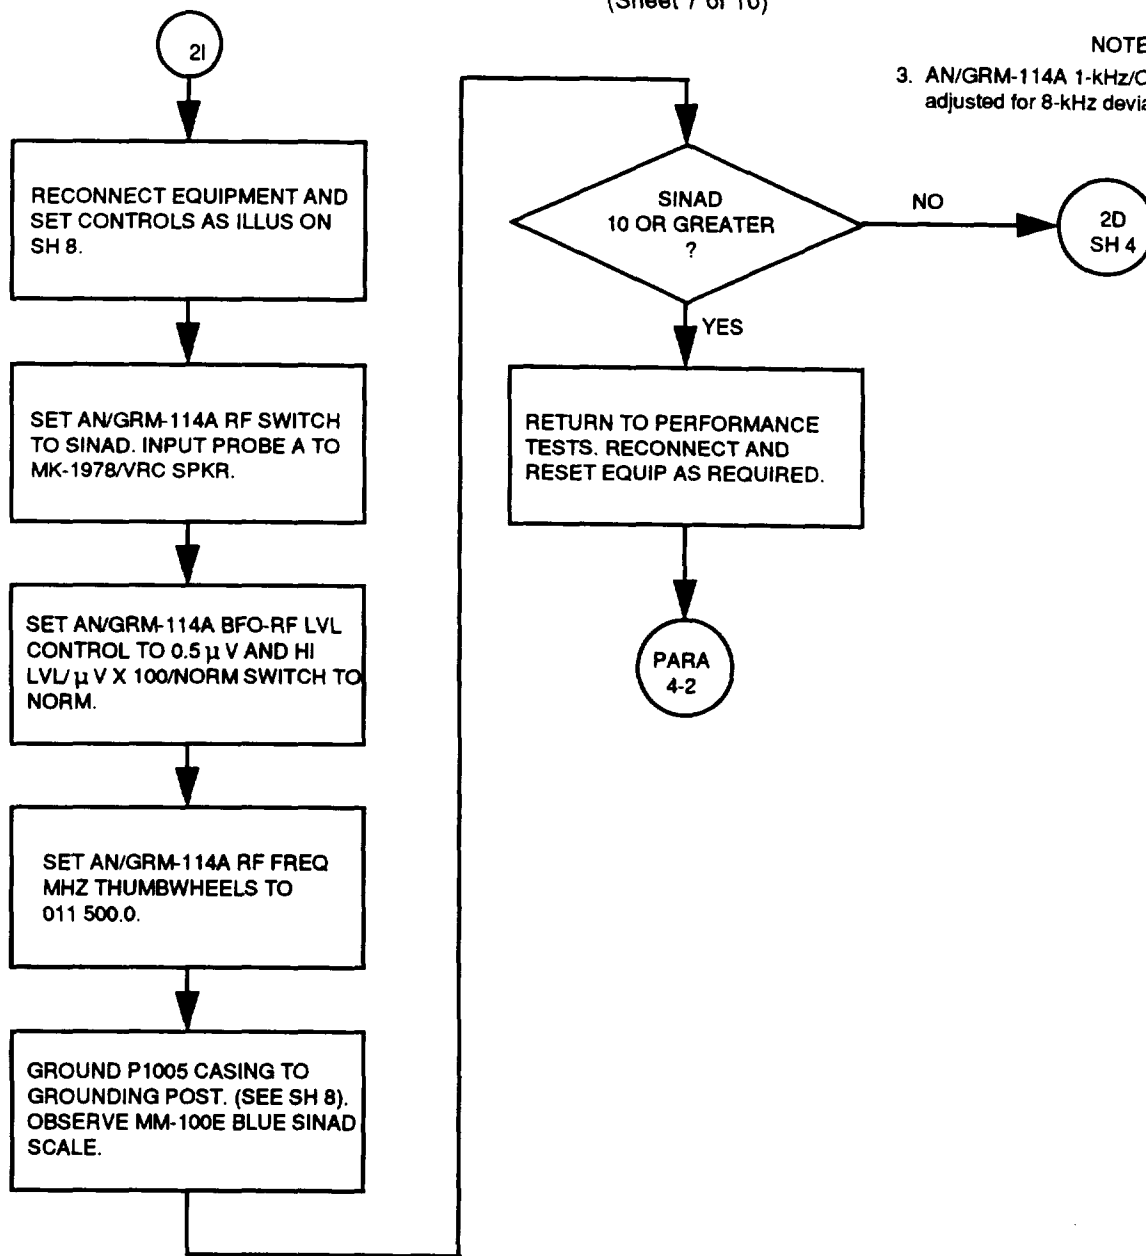 (Sheet 7 of 10)
NOTE
3. AN/GRM-114A 1-kHz/
adjusted for 8-kHz
2I
RECONNECT EQUIPMENT AND
SET CONTROLS AS ILLUS ON
SH 8.
SET AN/GRM-114A RF SWITCH
TO SINAD. INPUT PROBE A TO
MK-1978/VRC SPKR.
SET AN/GRM-114A BFO-RF LVL
CONTROL TO 0.5 µ V AND HI
LVL/ µ V X 100/NORM SWITCH TO
NORM.
SET AN/GRM-114A RF FREQ
MHZ THUMBWHEELS TO
011 500.0.
GROUND P1005 CASING TO
GROUNDING POST. (SEE SH 8).
OBSERVE MM-100E BLUE SINAD
SCALE.
SINAD
10 OR GREATER
?
NO
2D
SH 4
YES
RETURN TO PERFORMANCE
TESTS. RECONNECT AND
RESET EQUIP AS REQUIRED.
PARA
4-2